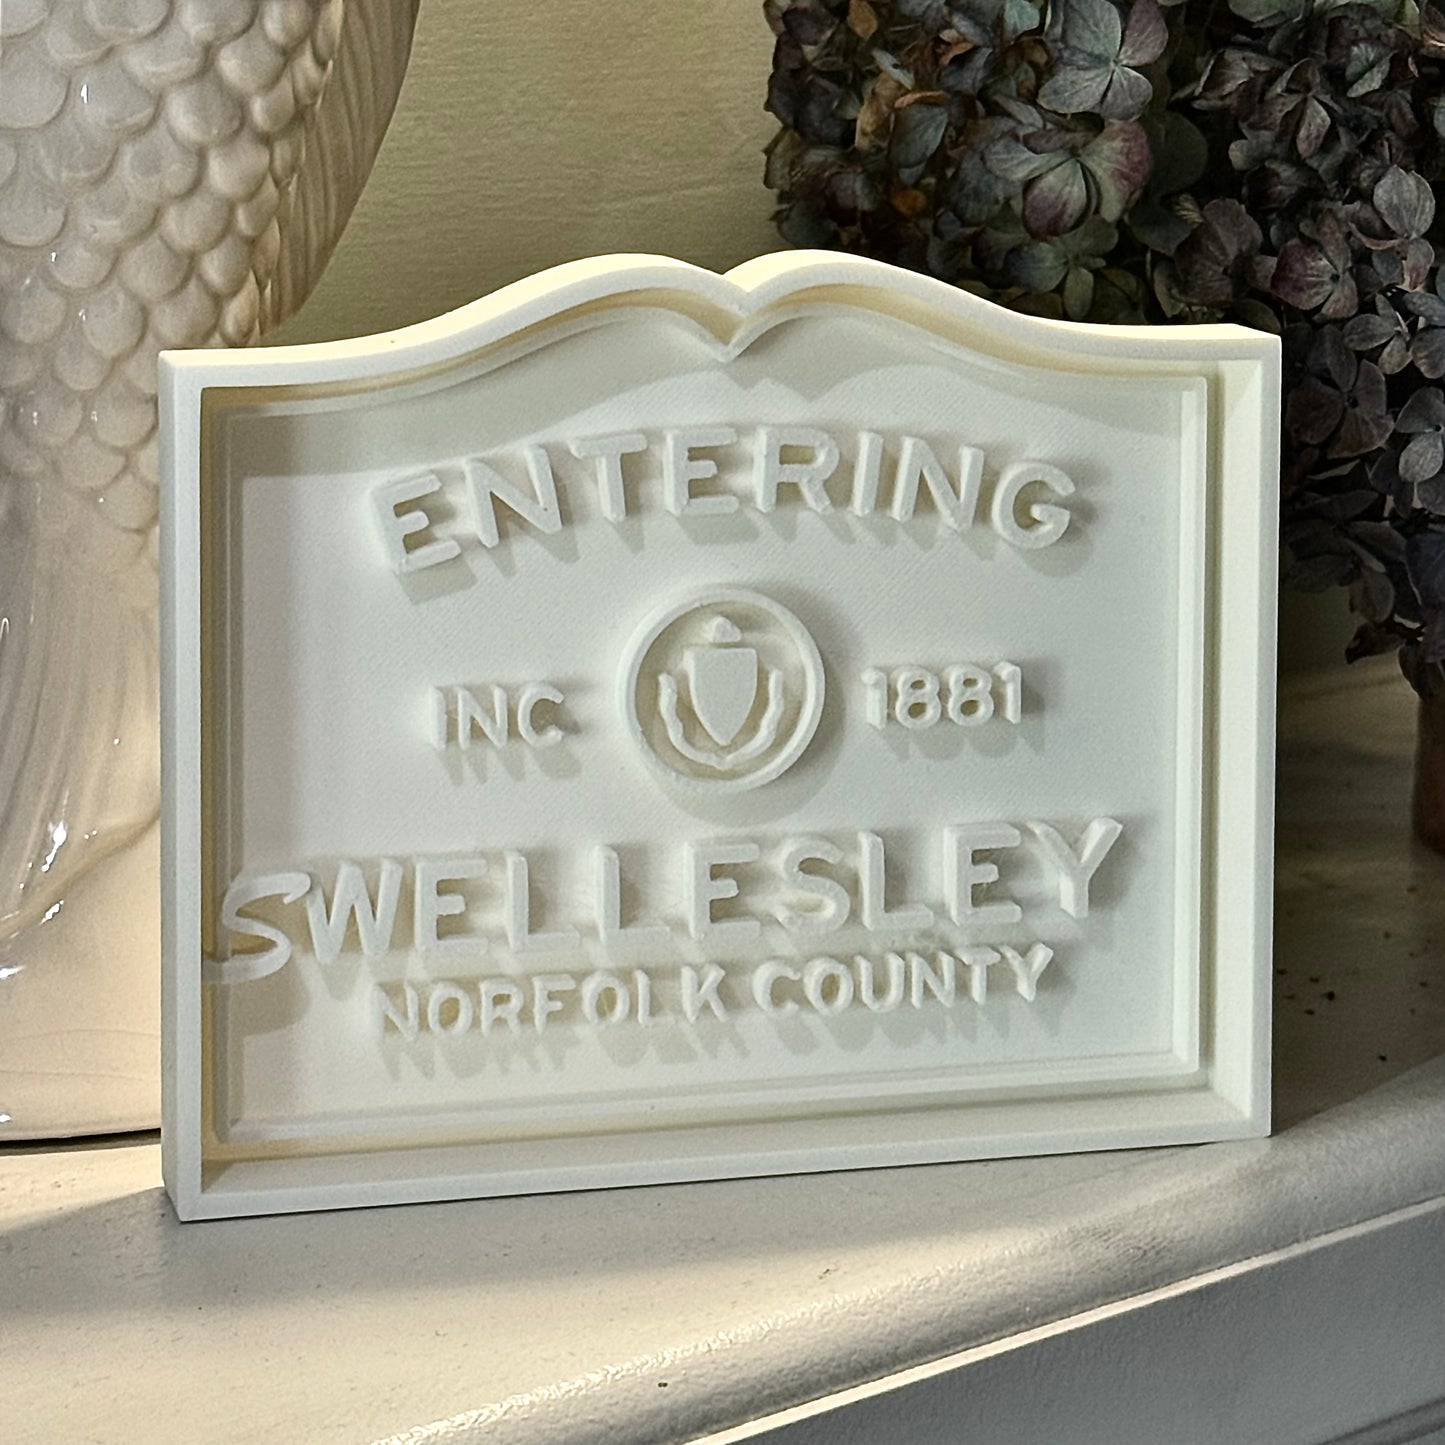 ENTERING
INC 1881
SWELLESLEY
NORFOLK COUNTY